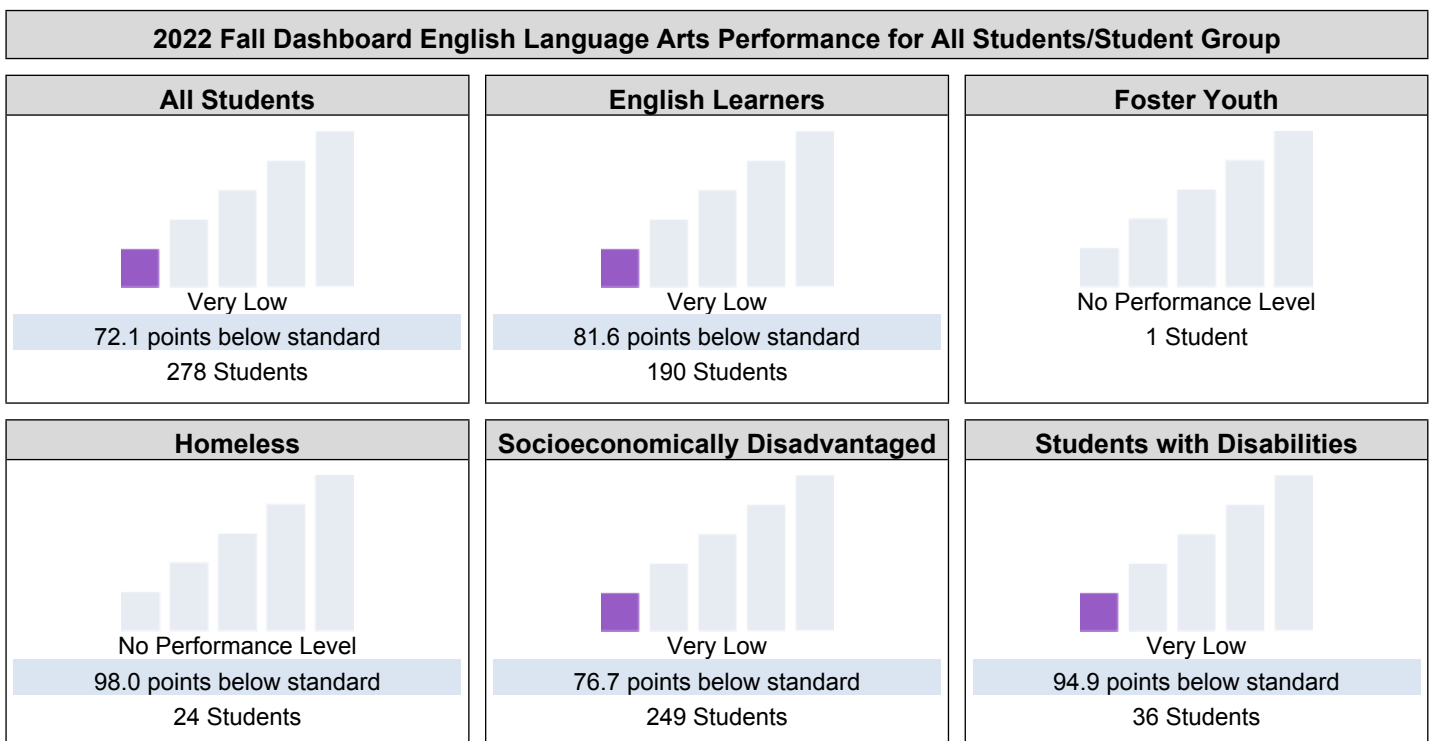 2022 Fall Dashboard English Language Arts Performance for All Students/Student Group
All Students
Very Low
72.1 points below standard
278 Students
English Learners
Very Low
81.6 points below standard
190 Students
Foster Youth
No Performance Level
1 Student
Homeless
No Performance Level
98.0 points below standard
24 Students
Socioeconomically Disadvantaged
Very Low
76.7 points below standard
249 Students
Students with Disabilities
Very Low
94.9 points below standard
36 Students